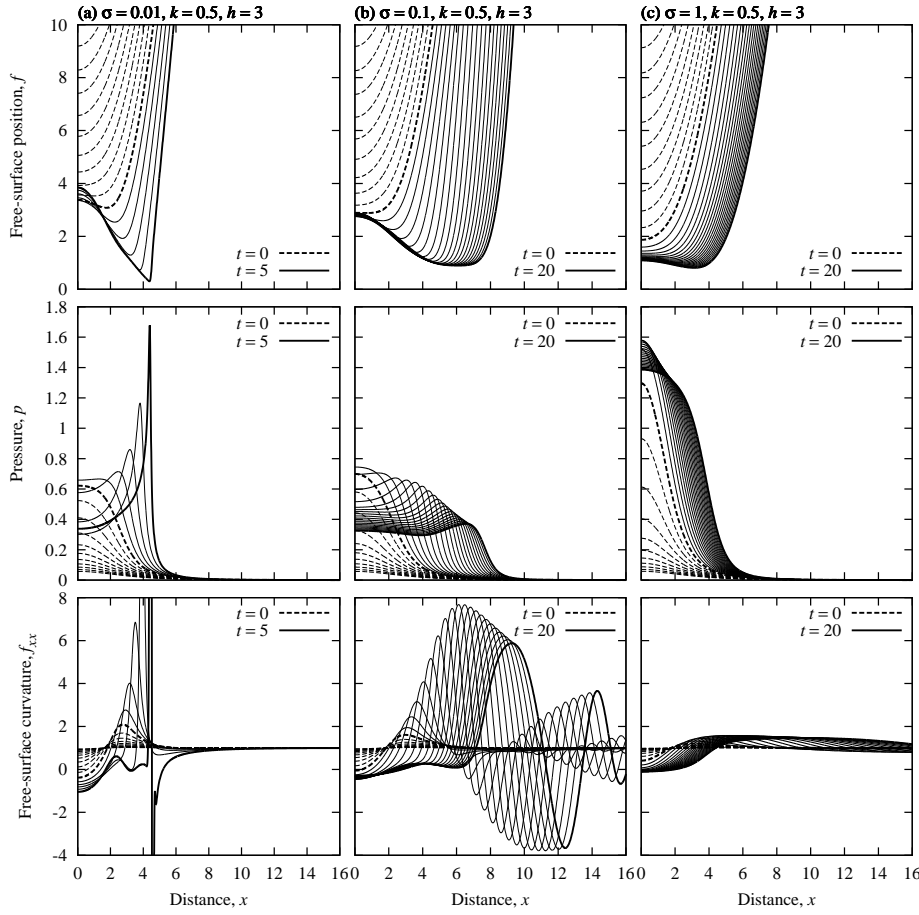 (a) σ = 0.01, k = 0.5, h = 3
(b) σ = 0.1, k = 0.5, h = 3
(c) σ = 1, k = 0.5, h = 3
Free-surface position, f
10
8
6
4
2
0
t = 0
t = 5
t = 0
t = 20
t = 0
t = 20
Pressure, p
1.8
1.6
1.4
1.2
1
0.8
0.6
0.4
0.2
0
t = 0
t = 5
t = 0
t = 20
t = 0
t = 20
Free-surface curvature, f_xx
8
6
4
2
0
-2
-4
t = 0
t = 5
t = 0
t = 20
t = 0
t = 20
0 2 4 6 8 10 12 14 16
0 2 4 6 8 10 12 14 16
0 2 4 6 8 10 12 14 16
Distance, x
Distance, x
Distance, x